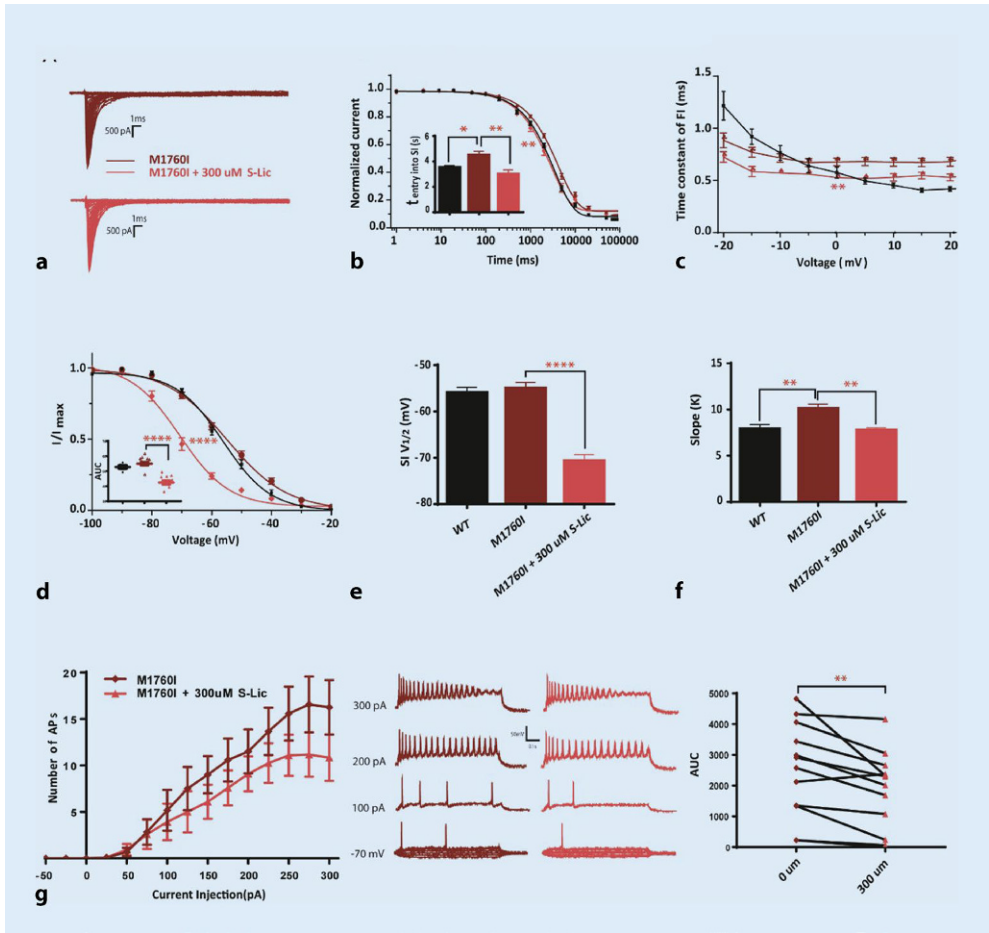 1ms
500 pA
M1760I
M1760I + 300 uM S-Lic
1ms
500 pA
a
Normalized current
1.0
0.8
0.6
0.4
0.2
0.0
t entry into SI (s)
6
4
2
0
*
**
**
1
10
100
1000
10000
100000
Time (ms)
b
Time constant of FI (ms)
1.5
1.0
0.5
0.0
**
-20
-10
0
10
20
Voltage ( mV)
c
I/I max
1.0
0.5
0.0
AUC
****
****
-100
-80
-60
-40
-20
Voltage (mV)
d
SI V1/2 (mV)
-50
-60
-70
-80
****
WT
M1760I
M1760I + 300 uM S-Lic
e
Slope (K)
15
10
5
0
**
**
WT
M1760I
M1760I + 300 uM S-Lic
f
Number of APs
20
15
10
5
M1760I
M1760I + 300uM S-Lic
-50
0
50
100
150
200
250
300
Current Injection(pA)
g
300 pA
200 pA
100 pA
-70 mV
AUC
5000
4000
3000
2000
1000
0
**
0 um
300 um